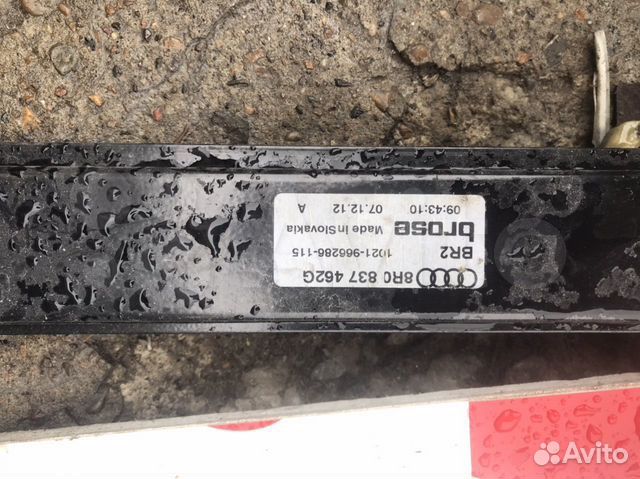 8R0 837 462G
BR2 1021-966286-115
brose Made in Slovakia
09:43:10 07.12.12 A
Avito